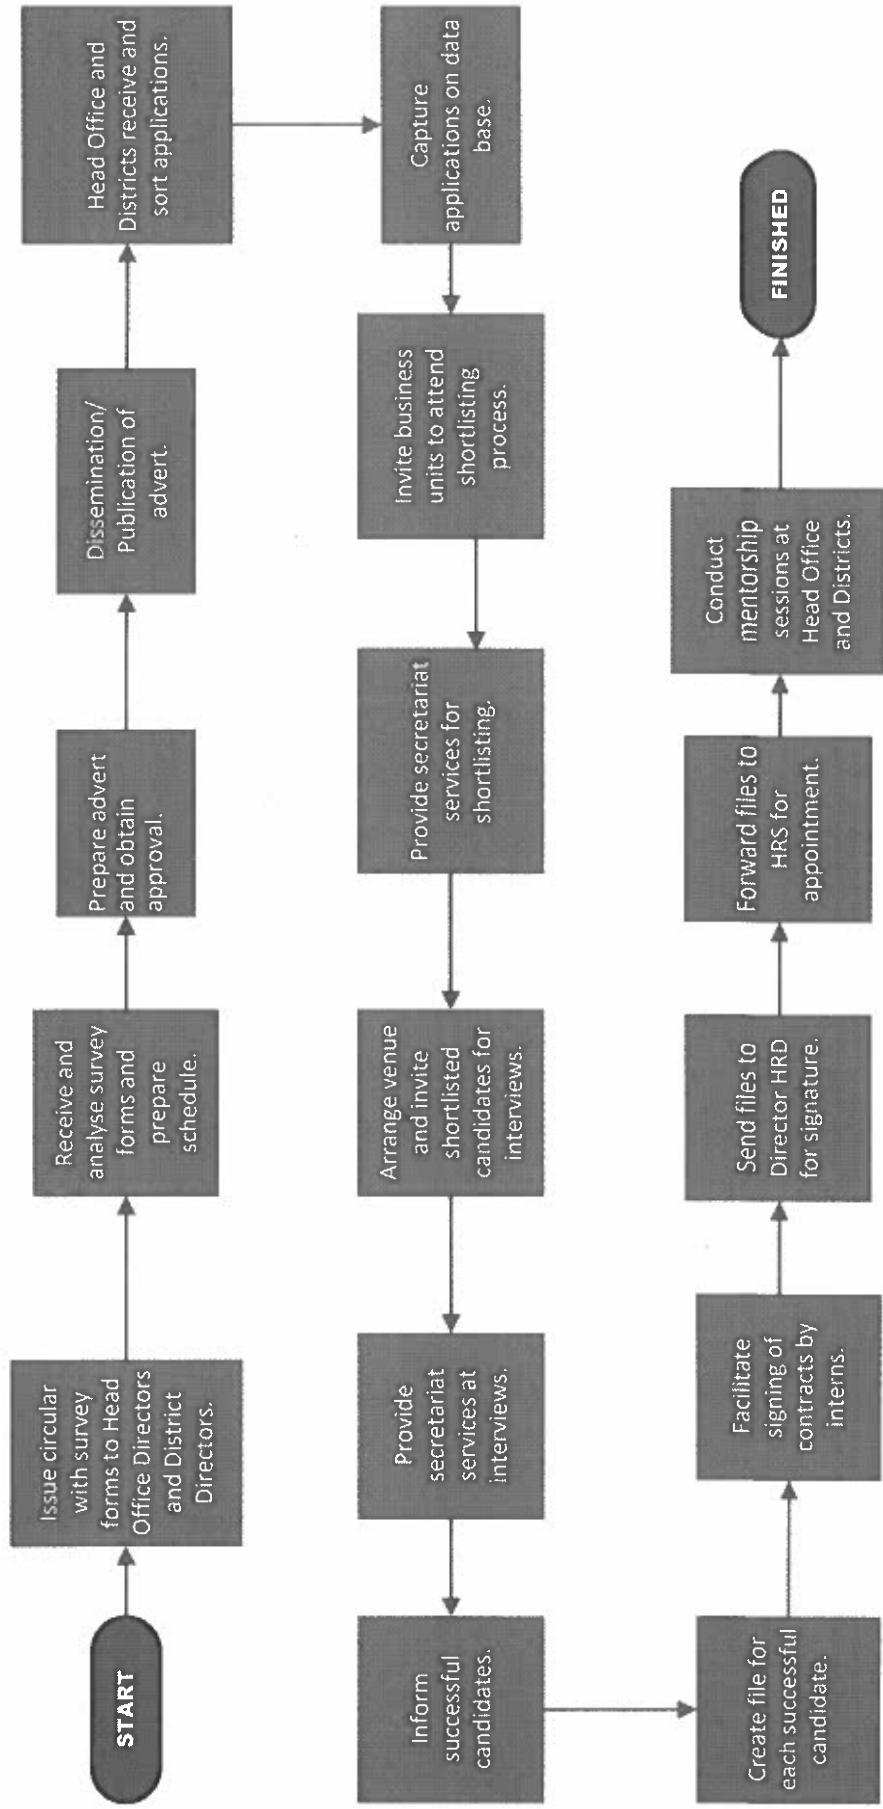 START
Issue circular
with survey
forms to Head
Office Directors
and District
Directors.
Receive and
analyse survey
forms and
prepare
schedule.
Prepare advert
and obtain
approval.
Dissemination/
Publication of
advert.
Head Office and
Districts receive and
sort applications.
Capture
applications on data
base.
Invite business
units to attend
shortlisting
process.
Provide secretariat
services for
shortlisting.
Arrange venue
and invite
shortlisted
candidates for
interviews.
Provide
secretariat
services at
interviews.
Inform
successful
candidates.
Create file for
each successful
candidate.
Facilitate
signing of
contracts by
interns.
Send files to
Director HRD
for signature.
Forward files to
HRS for
appointment.
Conduct
mentorship
sessions at
Head Office
and Districts.
FINISHED